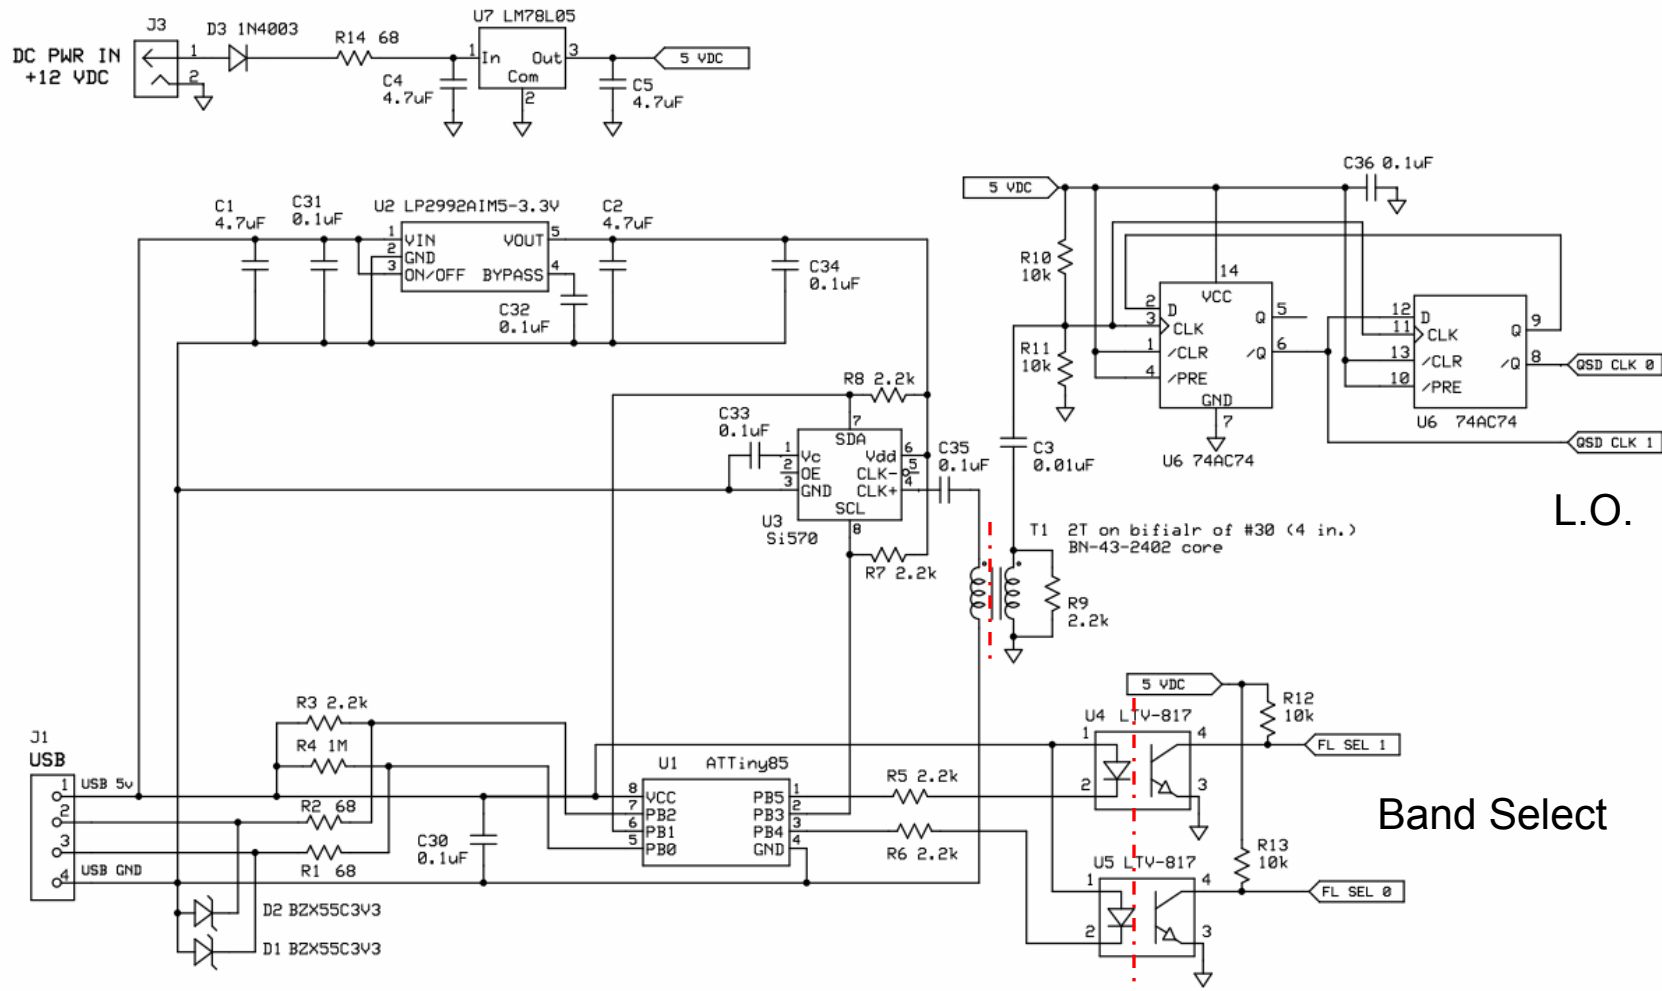 J3
DC PWR IN
+12 VDC
1
2
D3 1N4003
R14 68
C4
4.7uF
U7 LM78L05
1
In
Out
3
Com
2
C5
4.7uF
5 VDC
C1
4.7uF
C31
0.1uF
U2 LP2992AIM5-3.3V
1
VIN
2
GND
3
ON/OFF
VOUT
5
BYPASS
4
C32
0.1uF
C2
4.7uF
C34
0.1uF
5 VDC
C36 0.1uF
R10
10k
R11
10k
14
VCC
2
D
3
CLK
1
/CLR
4
/PRE
Q
5
/Q
6
GND
7
U6 74AC74
12
D
11
CLK
13
/CLR
10
/PRE
Q
9
/Q
8
U6 74AC74
QSD CLK 0
QSD CLK 1
L.O.
R8 2.2k
C33
0.1uF
7
SDA
1
Vc
2
OE
3
GND
Vdd
6
CLK-
5
CLK+
4
SCL
8
U3
Si570
R7 2.2k
C35
0.1uF
C3
0.01uF
T1 2T on bifialr of #30 (4 in.)
BN-43-2402 core
R9
2.2k
J1
USB
1
2
3
4
USB 5v
USB GND
R3 2.2k
R4 1M
R2 68
R1 68
D2 BZX55C3V3
D1 BZX55C3V3
C30
0.1uF
U1 ATTiny85
8
VCC
7
PB2
6
PB1
5
PB0
PB5
1
PB3
2
PB4
3
GND
4
R5 2.2k
R6 2.2k
5 VDC
U4 LTV-817
1
2
4
3
R12
10k
FL SEL 1
Band Select
U5 LTV-817
1
2
4
3
R13
10k
FL SEL 0